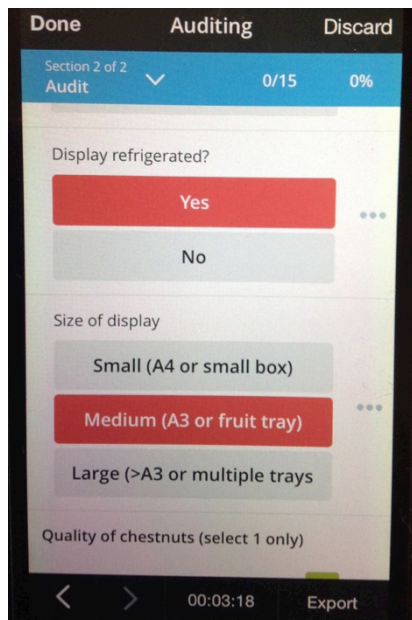 Done Auditing Discard
Section 2 of 2
Audit 0/15 0%
Display refrigerated?
Yes
No
Size of display
Small (A4 or small box)
Medium (A3 or fruit tray)
Large (>A3 or multiple trays
Quality of chestnuts (select 1 only)
00:03:18 Export